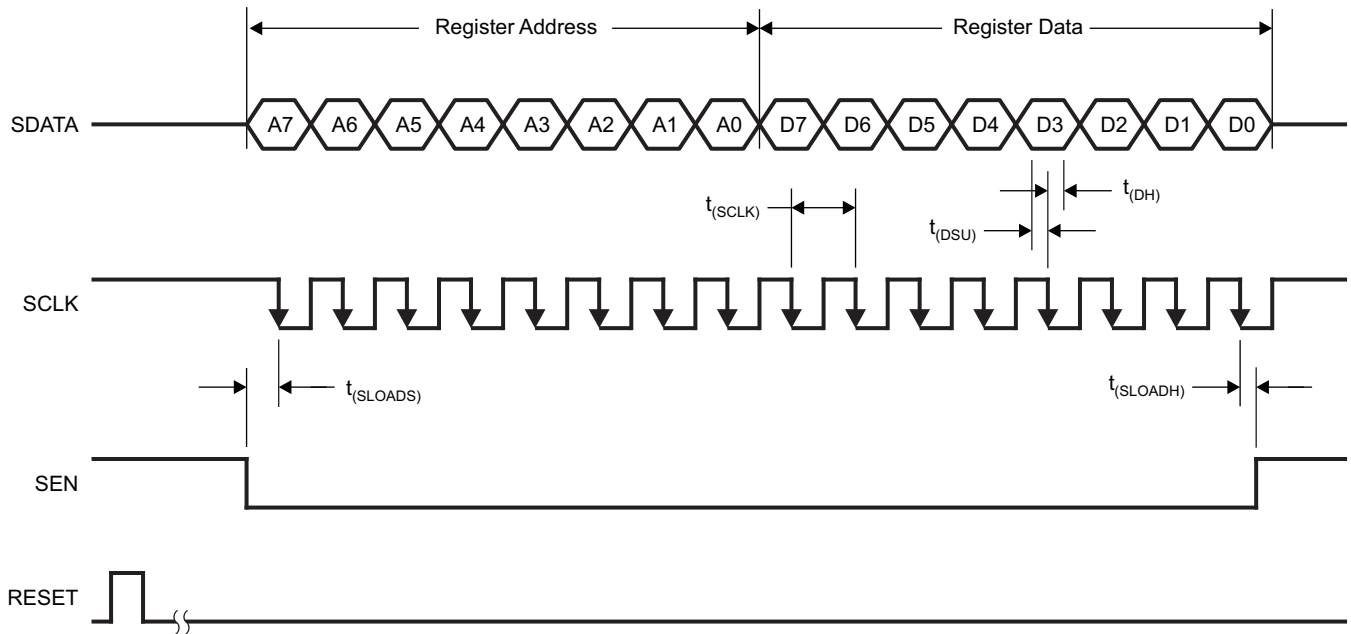 Register Address
Register Data
SDATA
A7 A6 A5 A4 A3 A2 A1 A0 D7 D6 D5 D4 D3 D2 D1 D0
t(SCLK)
t(DH)
t(DSU)
SCLK
t(SLOADS)
t(SLOADH)
SEN
RESET